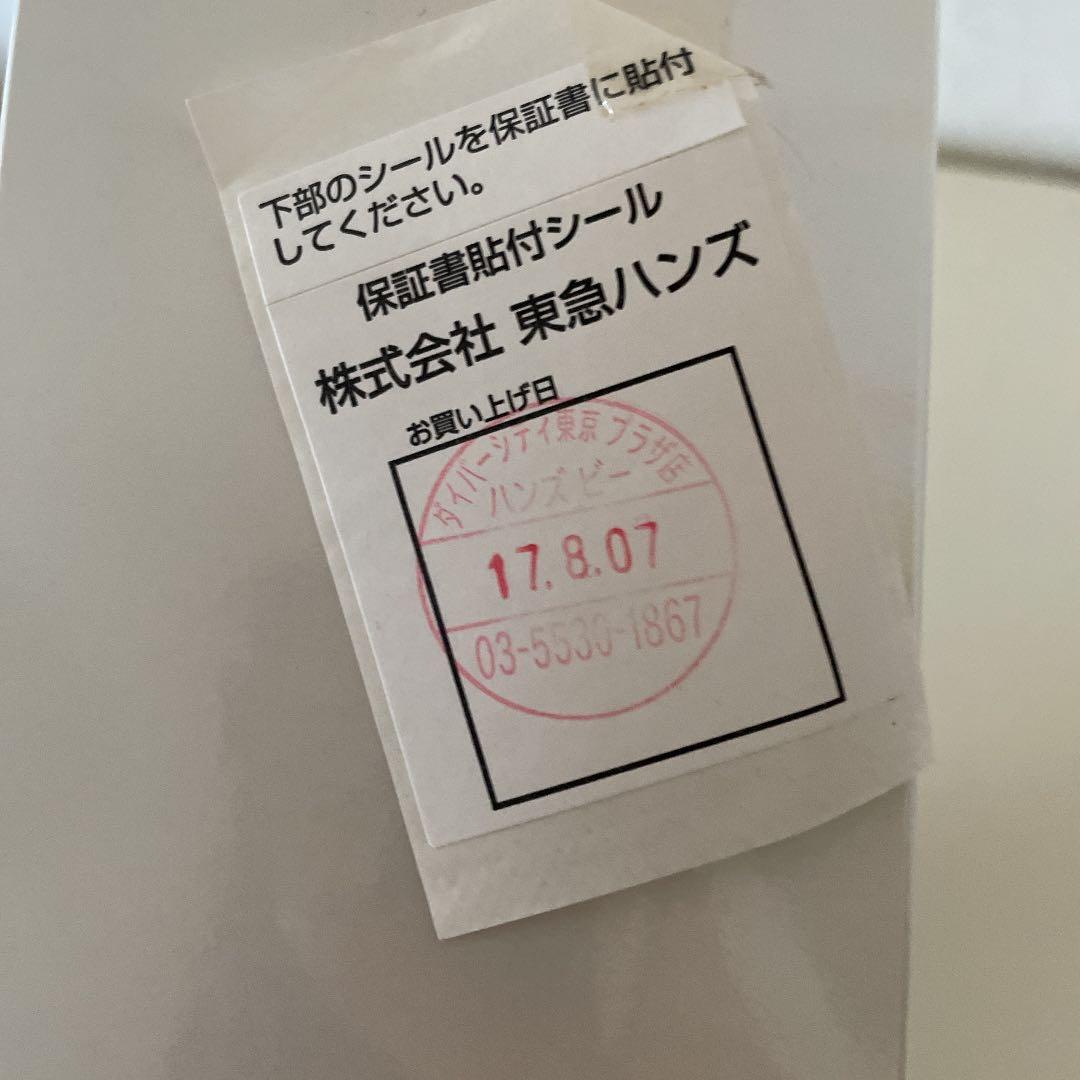 下部のシールを保証書に貼付
してください。
保証書貼付シール
株式会社 東急ハンズ
お買い上げ日
ダイバーシティ東京 プラザ店
ハンズ ビー
17.8.07
03-5530-1867